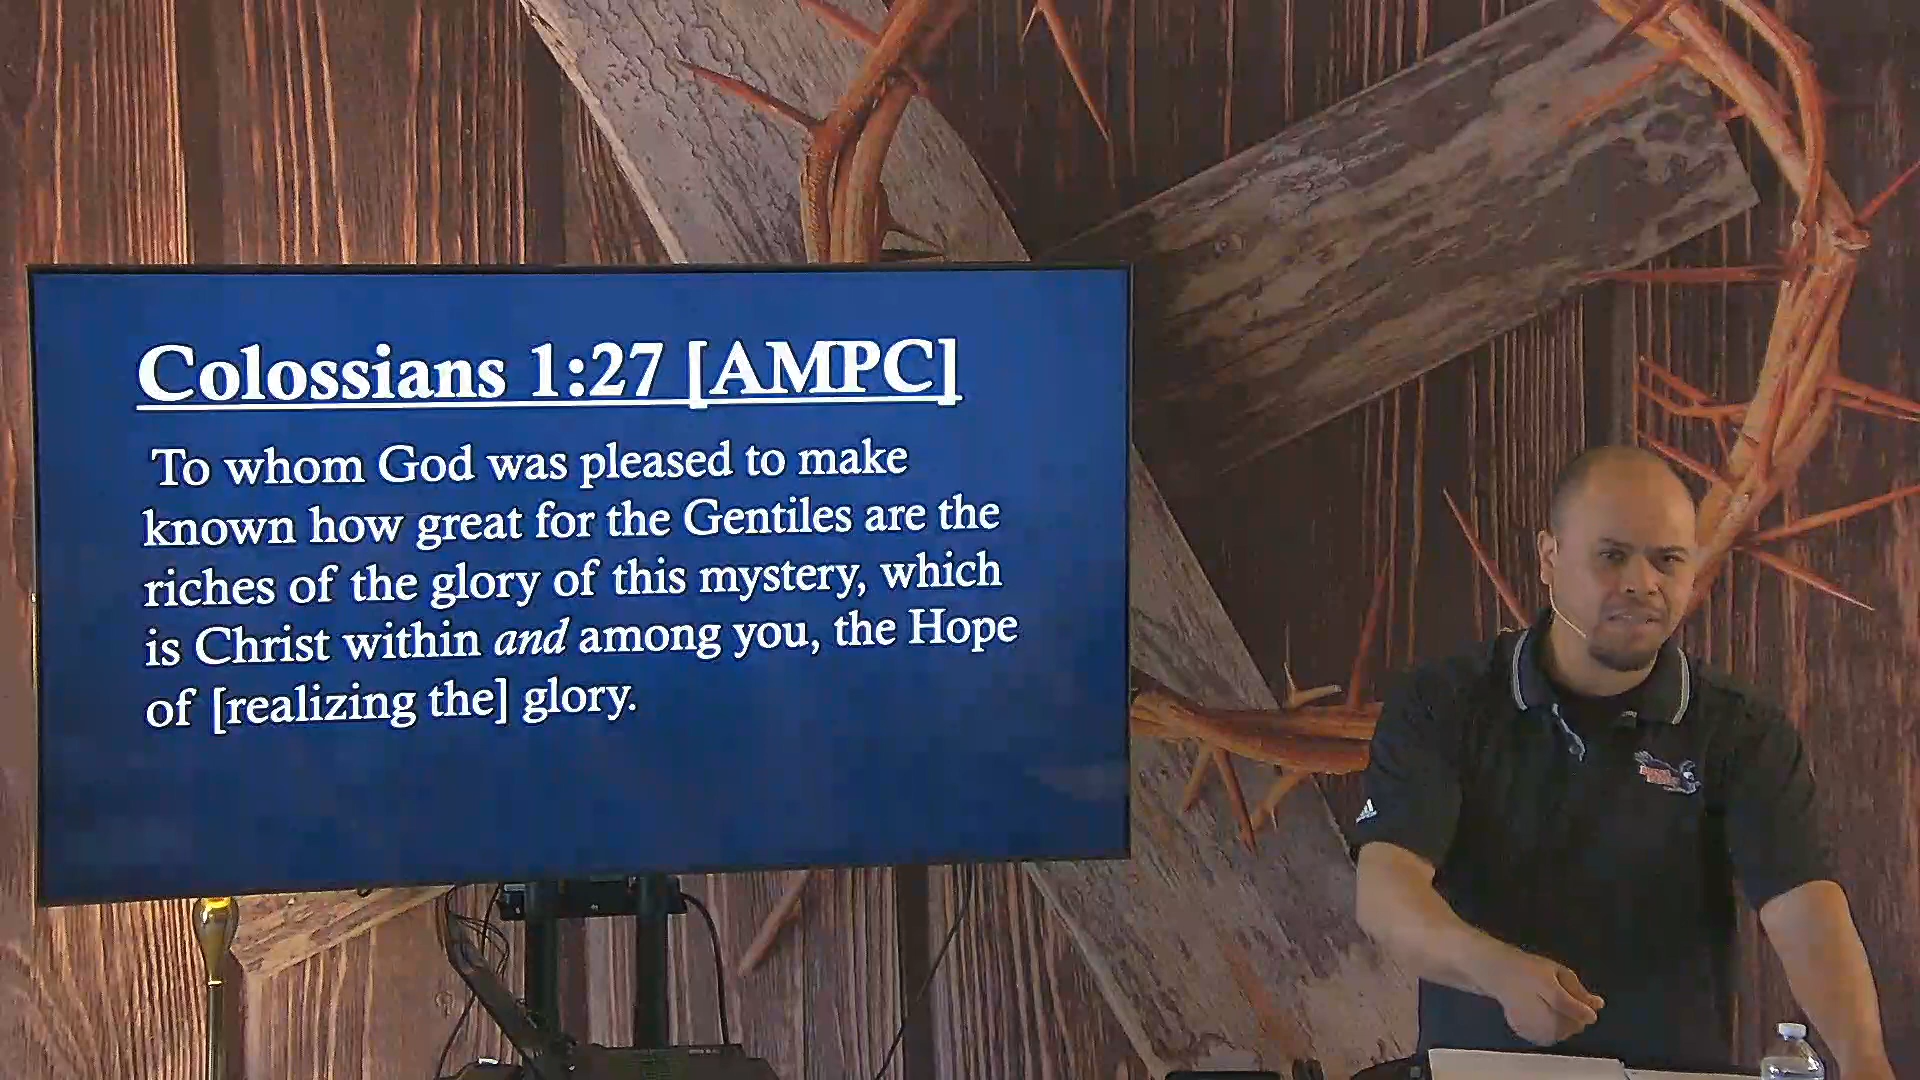 Colossians 1:27 [AMPC]
To whom God was pleased to make
known how great for the Gentiles are the
riches of the glory of this mystery, which
is Christ within and among you, the Hope
of [realizing the] glory.